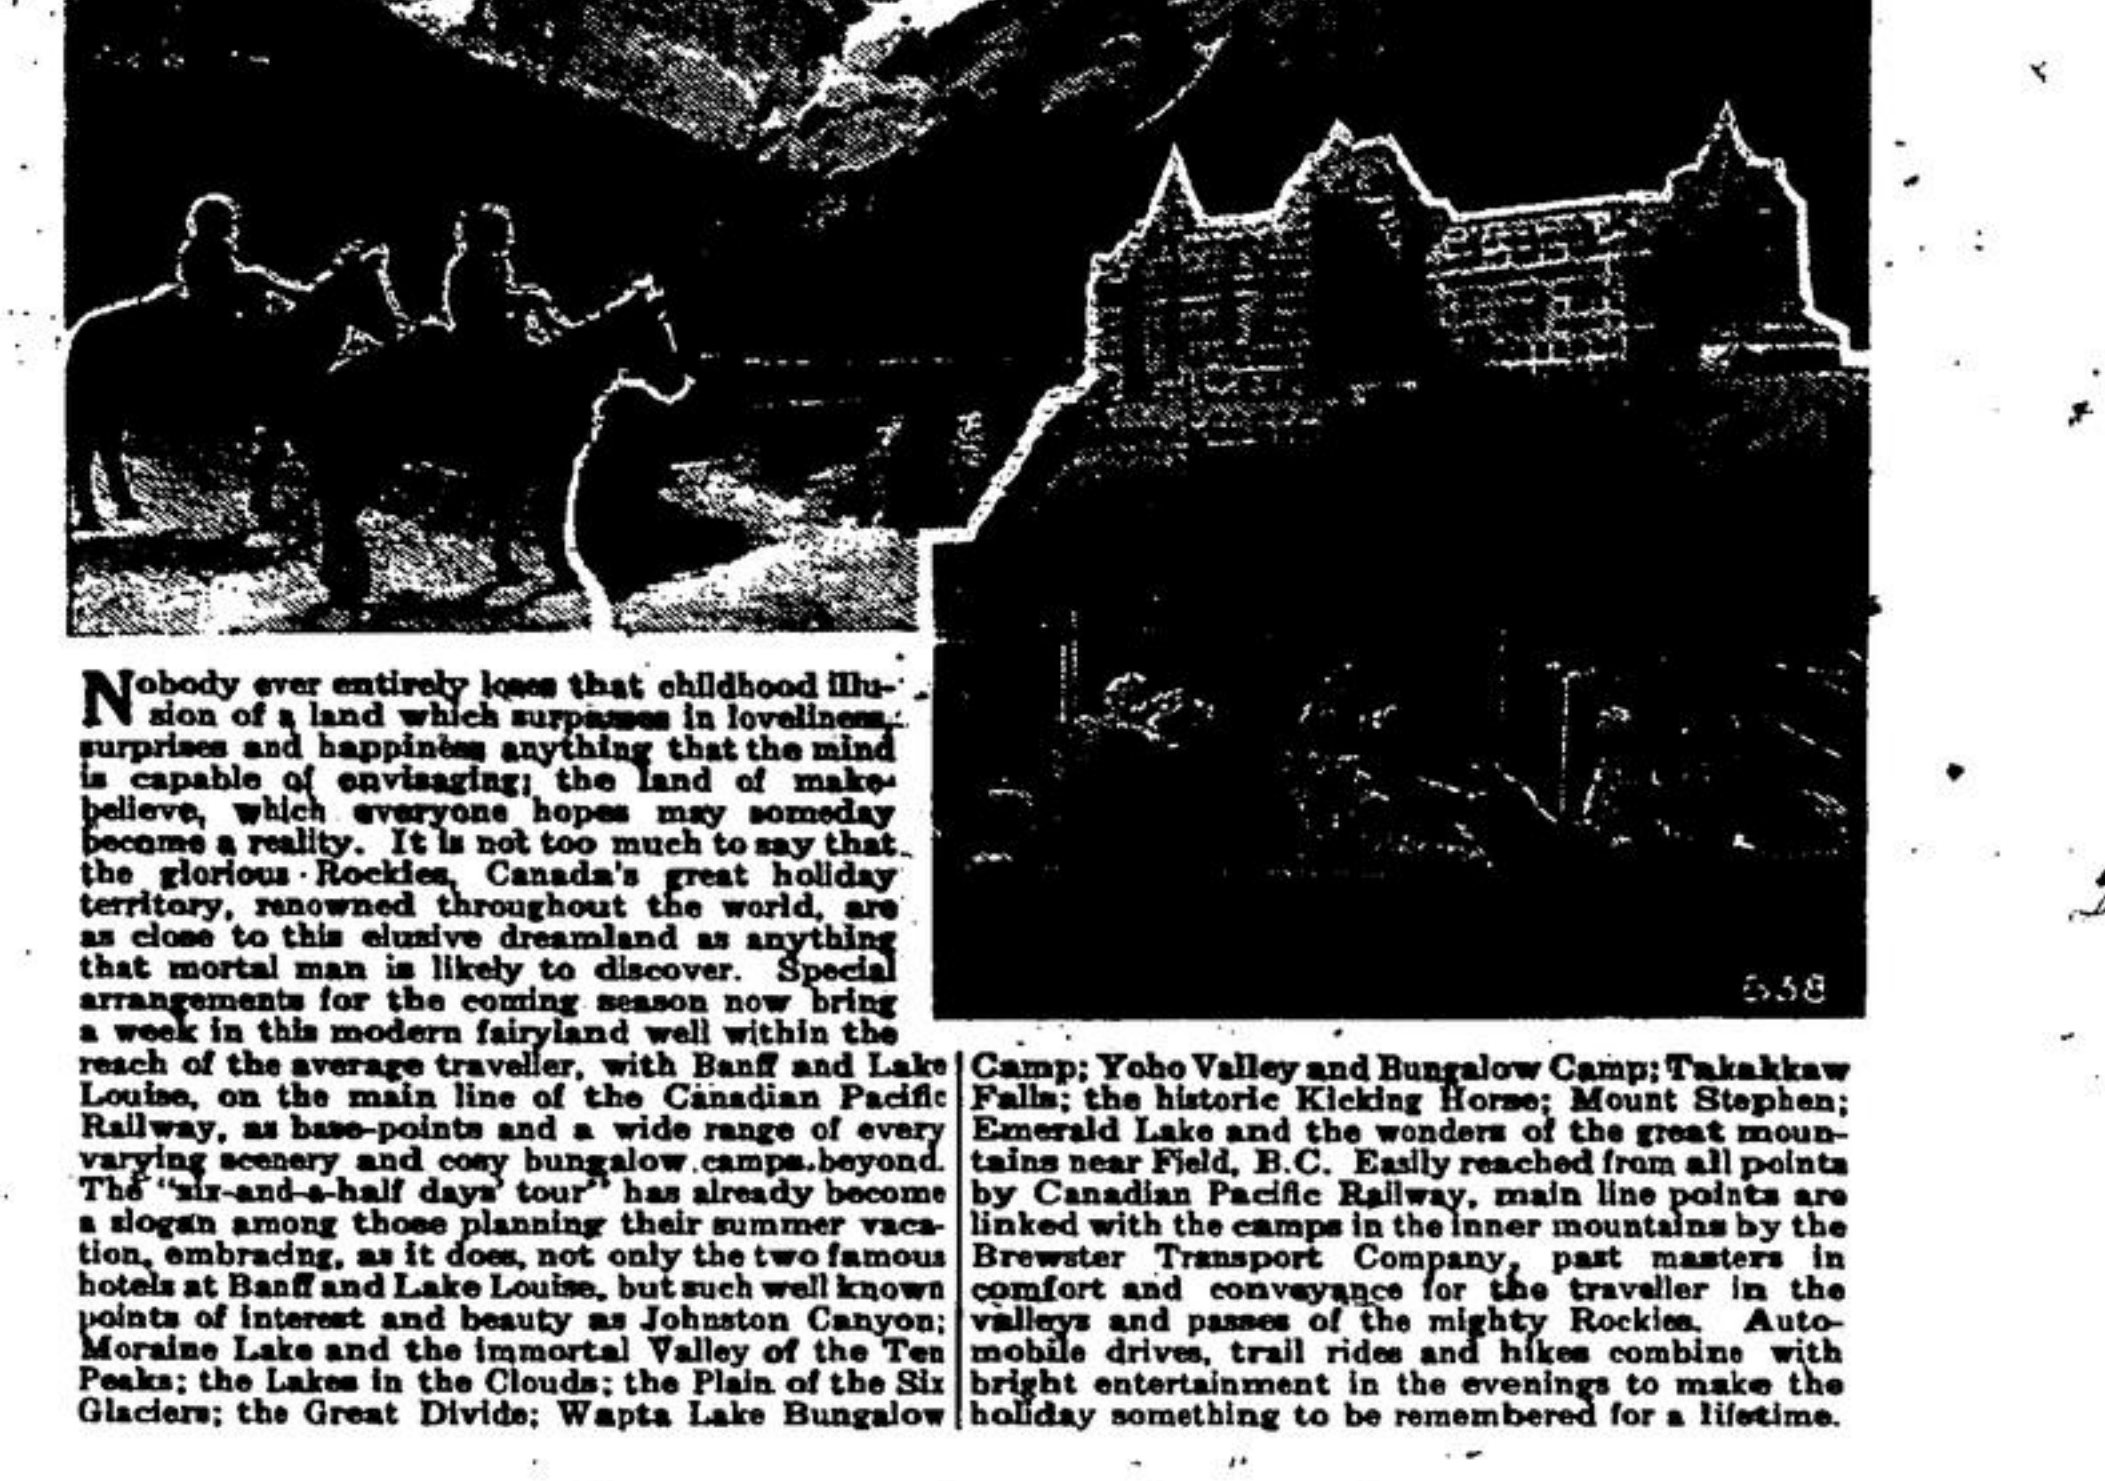 Nobody ever entirely loses that childhood illu-
sion of a land which surpasses in loveliness,
surprises and happiness anything that the mind
is capable of envisaging; the land of make-
believe, which everyone hopes may someday
become a reality. It is not too much to say that
the glorious Rockies, Canada's great holiday
territory, renowned throughout the world, are
as close to this elusive dreamland as anything
that mortal man is likely to discover. Special
arrangements for the coming season now bring
a week in this modern fairyland well within the
reach of the average traveller, with Banff and Lake
Louise, on the main line of the Canadian Pacific
Railway, as base-points and a wide range of every
varying scenery and cosy bungalow camps beyond.
The "six-and-a-half days' tour" has already become
a slogan among those planning their summer vaca-
tion, embracing, as it does, not only the two famous
hotels at Banff and Lake Louise, but such well known
points of interest and beauty as Johnston Canyon;
Moraine Lake and the immortal Valley of the Ten
Peaks; the Lakes in the Clouds; the Plain of the Six
Glaciers; the Great Divide; Wapta Lake Bungalow
638
Camp; Yoho Valley and Bungalow Camp; Takakkaw
Falls; the historic Kicking Horse; Mount Stephen;
Emerald Lake and the wonders of the great moun-
tains near Field, B.C. Easily reached from all points
by Canadian Pacific Railway, main line points are
linked with the camps in the inner mountains by the
Brewster Transport Company, past masters in
comfort and conveyance for the traveller in the
valleys and passes of the mighty Rockies. Auto-
mobile drives, trail rides and hikes combine with
bright entertainment in the evenings to make the
holiday something to be remembered for a lifetime.